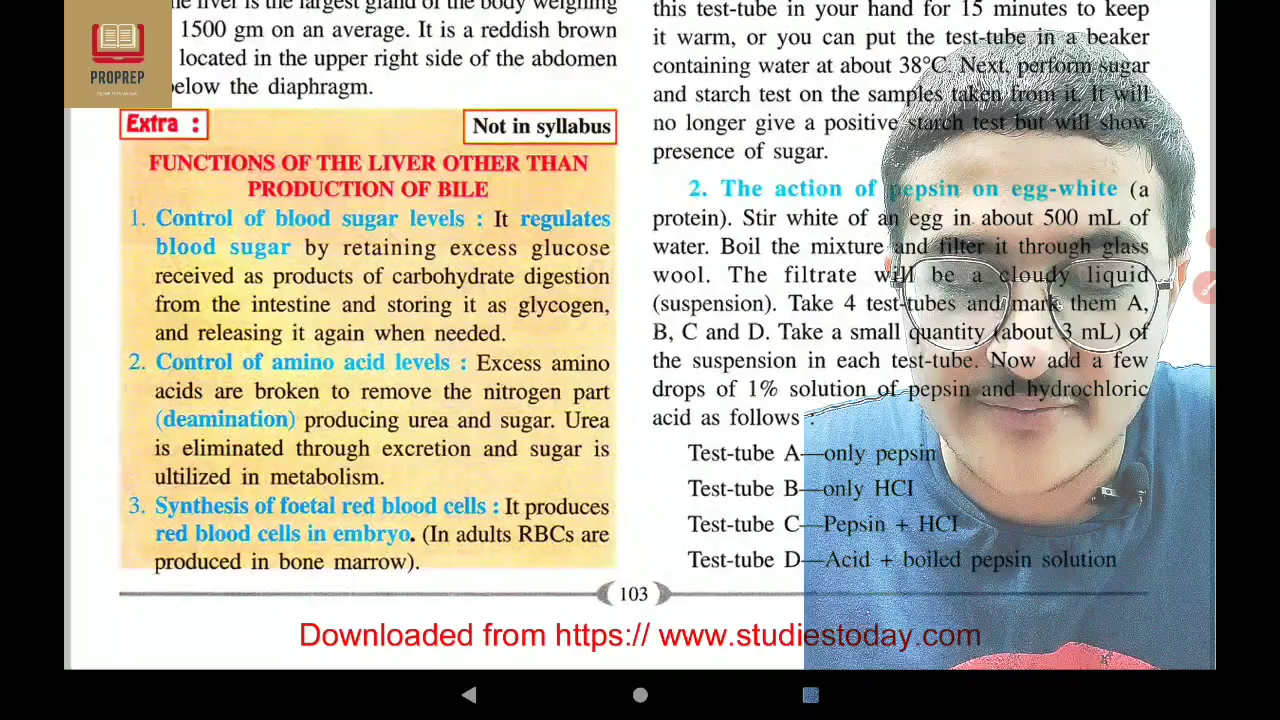 PROPREP
the liver is the largest gland of the body weighing
1500 gm on an average. It is a reddish brown
located in the upper right side of the abdomen
below the diaphragm.
Extra :
Not in syllabus
FUNCTIONS OF THE LIVER OTHER THAN
PRODUCTION OF BILE
1. Control of blood sugar levels : It regulates
blood sugar by retaining excess glucose
received as products of carbohydrate digestion
from the intestine and storing it as glycogen,
and releasing it again when needed.
2. Control of amino acid levels : Excess amino
acids are broken to remove the nitrogen part
(deamination) producing urea and sugar. Urea
is eliminated through excretion and sugar is
ultilized in metabolism.
3. Synthesis of foetal red blood cells : It produces
red blood cells in embryo. (In adults RBCs are
produced in bone marrow).
this test-tube in your hand for 15 minutes to keep
it warm, or you can put the test-tube in a beaker
containing water at about 38°C. Next, perform sugar
and starch test on the samples taken from it. It will
no longer give a positive starch test but will show
presence of sugar.
2. The action of pepsin on egg-white (a
protein). Stir white of an egg in about 500 mL of
water. Boil the mixture and filter it through glass
wool. The filtrate will be a cloudy liquid
(suspension). Take 4 test-tubes and mark them A,
B, C and D. Take a small quantity (about 3 mL) of
the suspension in each test-tube. Now add a few
drops of 1% solution of pepsin and hydrochloric
acid as follows :
Test-tube A—only pepsin
Test-tube B—only HCI
Test-tube C—Pepsin + HCI
Test-tube D—Acid + boiled pepsin solution
103
Downloaded from https:// www.studiestoday.com